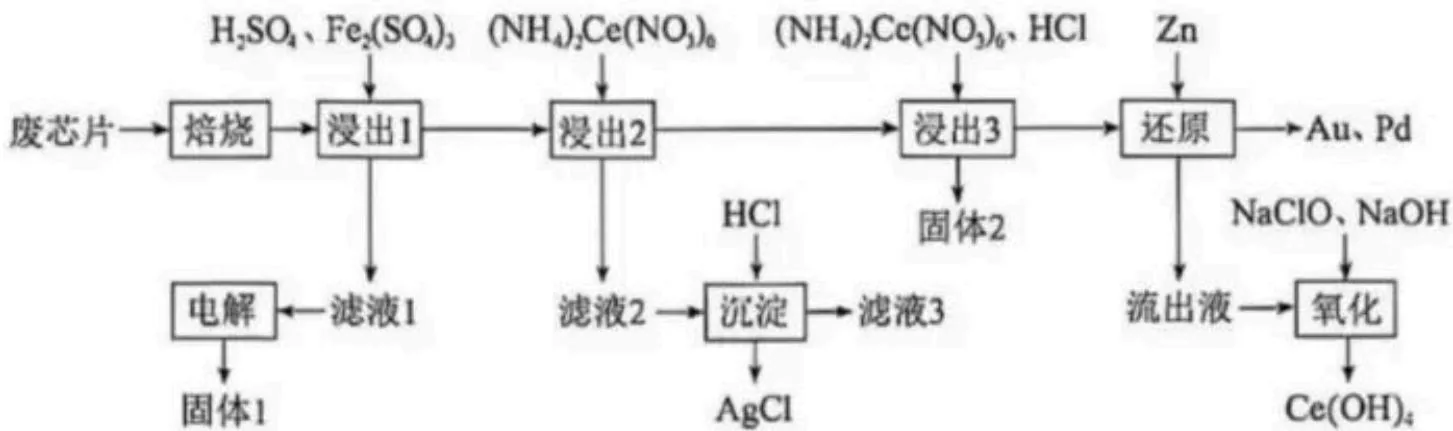 H₂SO₄、Fe₂(SO₄)₃ (NH₄)₂Ce(NO₃)₆ (NH₄)₂Ce(NO₃)₆、HCl Zn
废芯片 焙烧 浸出1 浸出2 浸出3 还原 Au、Pd
HCl 固体2 NaClO、NaOH
电解 滤液1 滤液2 沉淀 滤液3 流出液 氧化
固体1 AgCl Ce(OH)₄